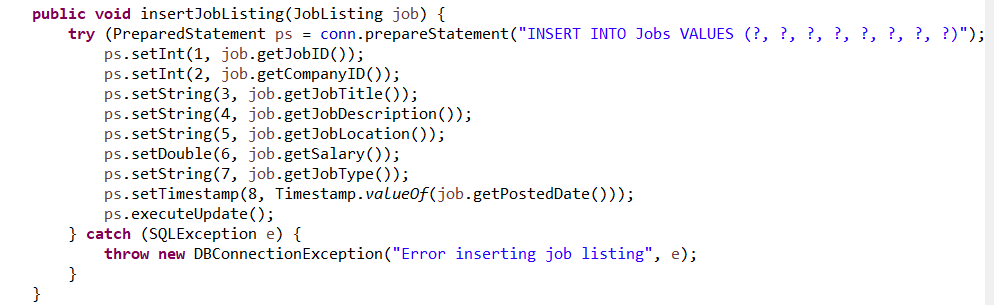 public void insertJobListing(JobListing job) {
    try (PreparedStatement ps = conn.prepareStatement("INSERT INTO Jobs VALUES (?, ?, ?, ?, ?, ?, ?, ?)");
        ps.setInt(1, job.getJobID());
        ps.setInt(2, job.getCompanyID());
        ps.setString(3, job.getJobTitle());
        ps.setString(4, job.getJobDescription());
        ps.setString(5, job.getJobLocation());
        ps.setDouble(6, job.getSalary());
        ps.setString(7, job.getJobType());
        ps.setTimestamp(8, Timestamp.valueOf(job.getPostedDate()));
        ps.executeUpdate();
    } catch (SQLException e) {
        throw new DBConnectionException("Error inserting job listing", e);
    }
}